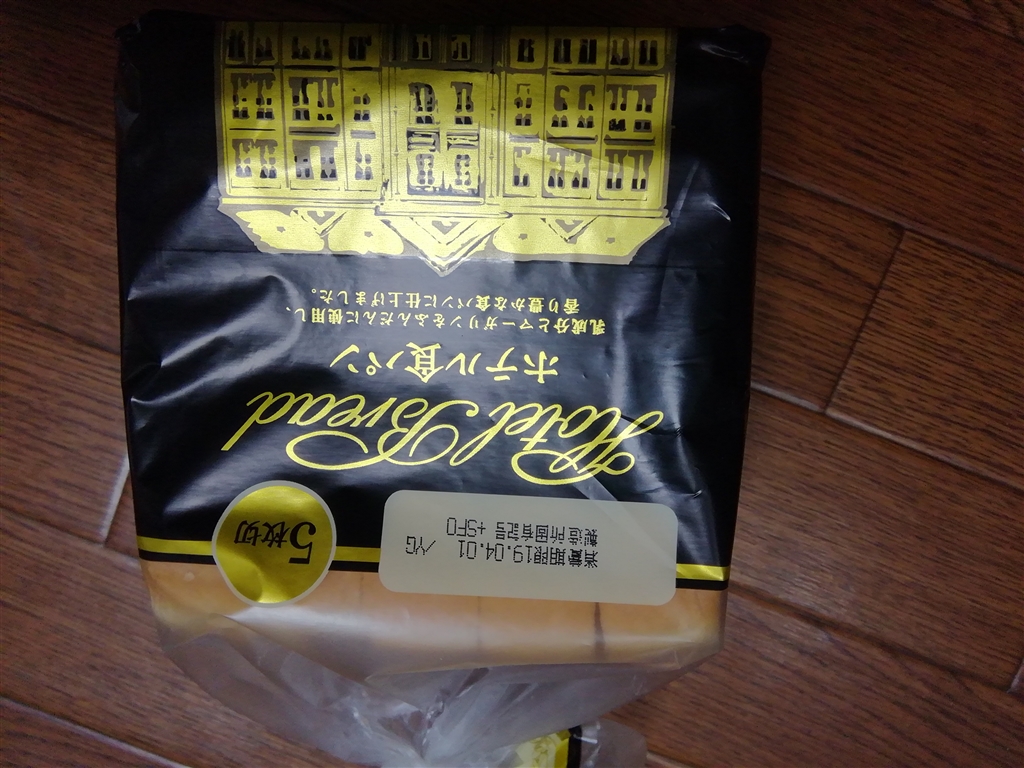 消費期限19.04.01 /YG
製造所固有記号 +SFO
5枚切
Hotel Bread
ホテル食パン
乳成分とマーガリンをふんだんに使用し、
香り豊かな食パンに仕上げました。